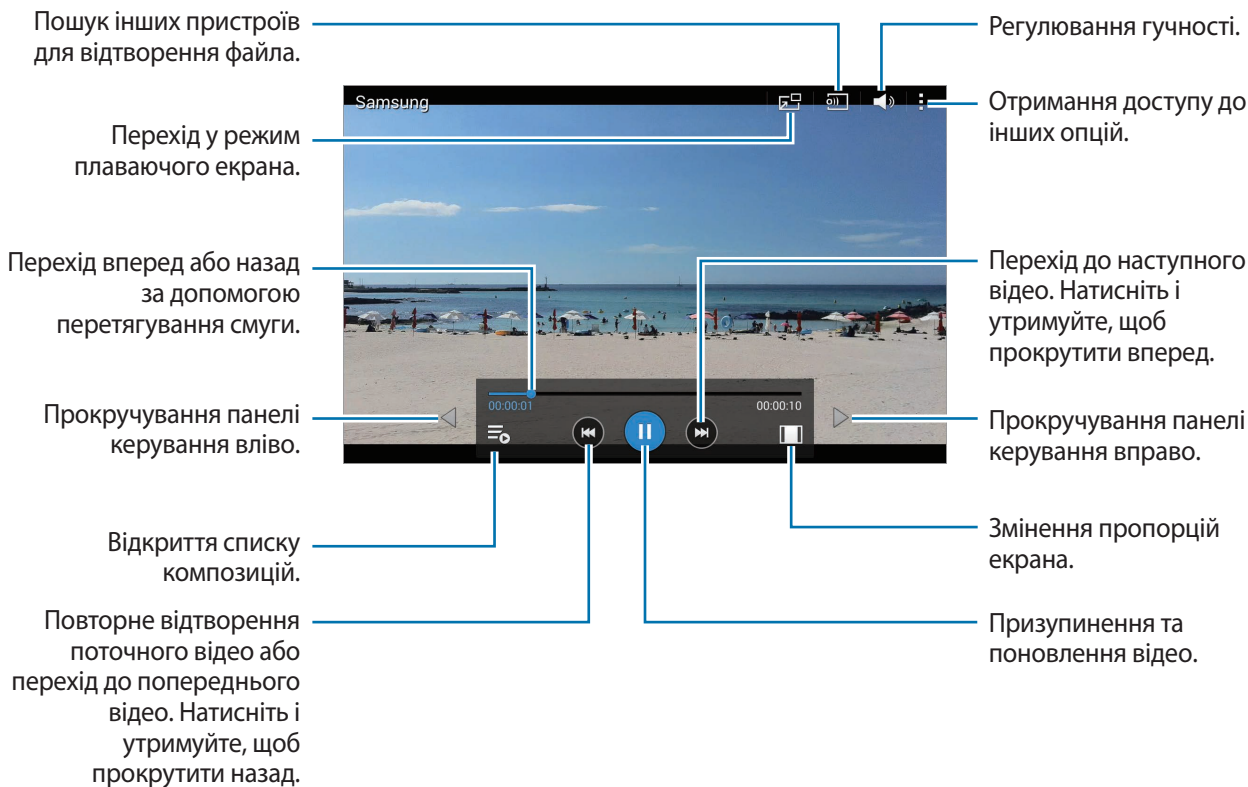 Пошук інших пристроїв
для відтворення файла.
Регулювання гучності.
Samsung
Отримання доступу до
інших опцій.
Перехід у режим
плаваючого екрана.
Перехід вперед або назад
за допомогою
перетягування смуги.
Перехід до наступного
відео. Натисніть і
утримуйте, щоб
прокрутити вперед.
00:00:01
00:00:10
Прокручування панелі
керування вліво.
Прокручування панелі
керування вправо.
Відкриття списку
композицій.
Змінення пропорцій
екрана.
Повторне відтворення
поточного відео або
перехід до попереднього
відео. Натисніть і
утримуйте, щоб
прокрутити назад.
Призупинення та
поновлення відео.